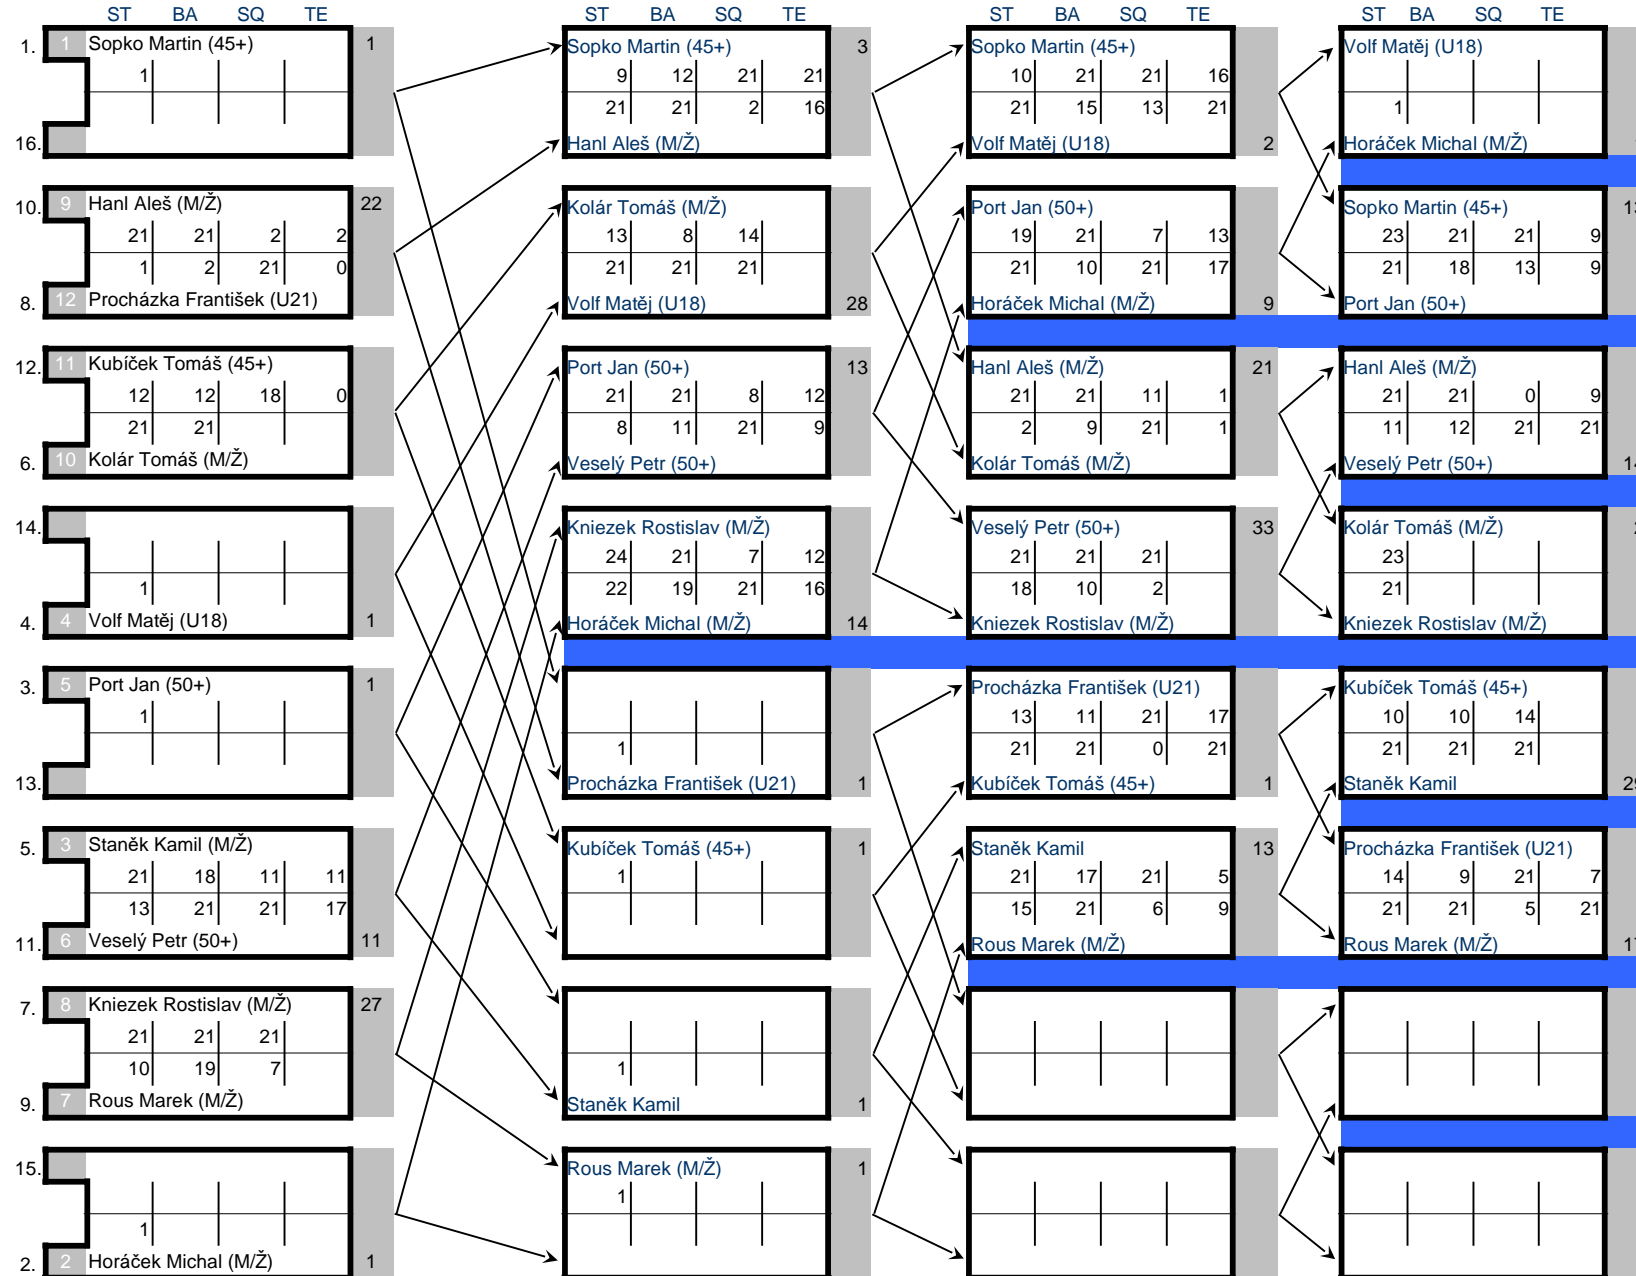 ST BA SQ TE ST BA SQ TE ST BA SQ TE ST BA SQ TE
1. 1 Sopko Martin (45+) 1
1
16.
10. 9 Hanl Aleš (M/Ž) 22
21 21 2 2
1 2 21 0
8. 12 Procházka František (U21)
12. 11 Kubíček Tomáš (45+)
12 12 18 0
21 21
6. 10 Kolár Tomáš (M/Ž)
14.
1
4. 4 Volf Matěj (U18) 1
3. 5 Port Jan (50+) 1
1
13.
5. 3 Staněk Kamil (M/Ž)
21 18 11 11
13 21 21 17
11. 6 Veselý Petr (50+) 11
7. 8 Kniezek Rostislav (M/Ž) 27
21 21 21
10 19 7
9. 7 Rous Marek (M/Ž)
15.
1
2. 2 Horáček Michal (M/Ž) 1
Sopko Martin (45+) 3
9 12 21 21
21 21 2 16
Hanl Aleš (M/Ž)
Kolár Tomáš (M/Ž)
13 8 14
21 21 21
Volf Matěj (U18) 28
Port Jan (50+) 13
21 21 8 12
8 11 21 9
Veselý Petr (50+)
Kniezek Rostislav (M/Ž)
24 21 7 12
22 19 21 16
Horáček Michal (M/Ž) 14
1
Procházka František (U21) 1
Kubíček Tomáš (45+) 1
1
1
Staněk Kamil 1
Rous Marek (M/Ž) 1
1
Sopko Martin (45+)
10 21 21 16
21 15 13 21
Volf Matěj (U18) 2
Port Jan (50+)
19 21 7 13
21 10 21 17
Horáček Michal (M/Ž) 9
Hanl Aleš (M/Ž) 21
21 21 11 1
2 9 21 1
Kolár Tomáš (M/Ž)
Veselý Petr (50+) 33
21 21 21
18 10 2
Kniezek Rostislav (M/Ž)
Procházka František (U21)
13 11 21 17
21 21 0 21
Kubíček Tomáš (45+) 1
Staněk Kamil 13
21 17 21 5
15 21 6 9
Rous Marek (M/Ž)
Volf Matěj (U18)
1
Horáček Michal (M/Ž)
Sopko Martin (45+)
23 21 21 9
21 18 13 9
Port Jan (50+)
Hanl Aleš (M/Ž)
21 21 0 9
11 12 21 21
Veselý Petr (50+)
Kolár Tomáš (M/Ž)
23
21
Kniezek Rostislav (M/Ž)
Kubíček Tomáš (45+)
10 10 14
21 21 21
Staněk Kamil
Procházka František (U21)
14 9 21 7
21 21 5 21
Rous Marek (M/Ž)